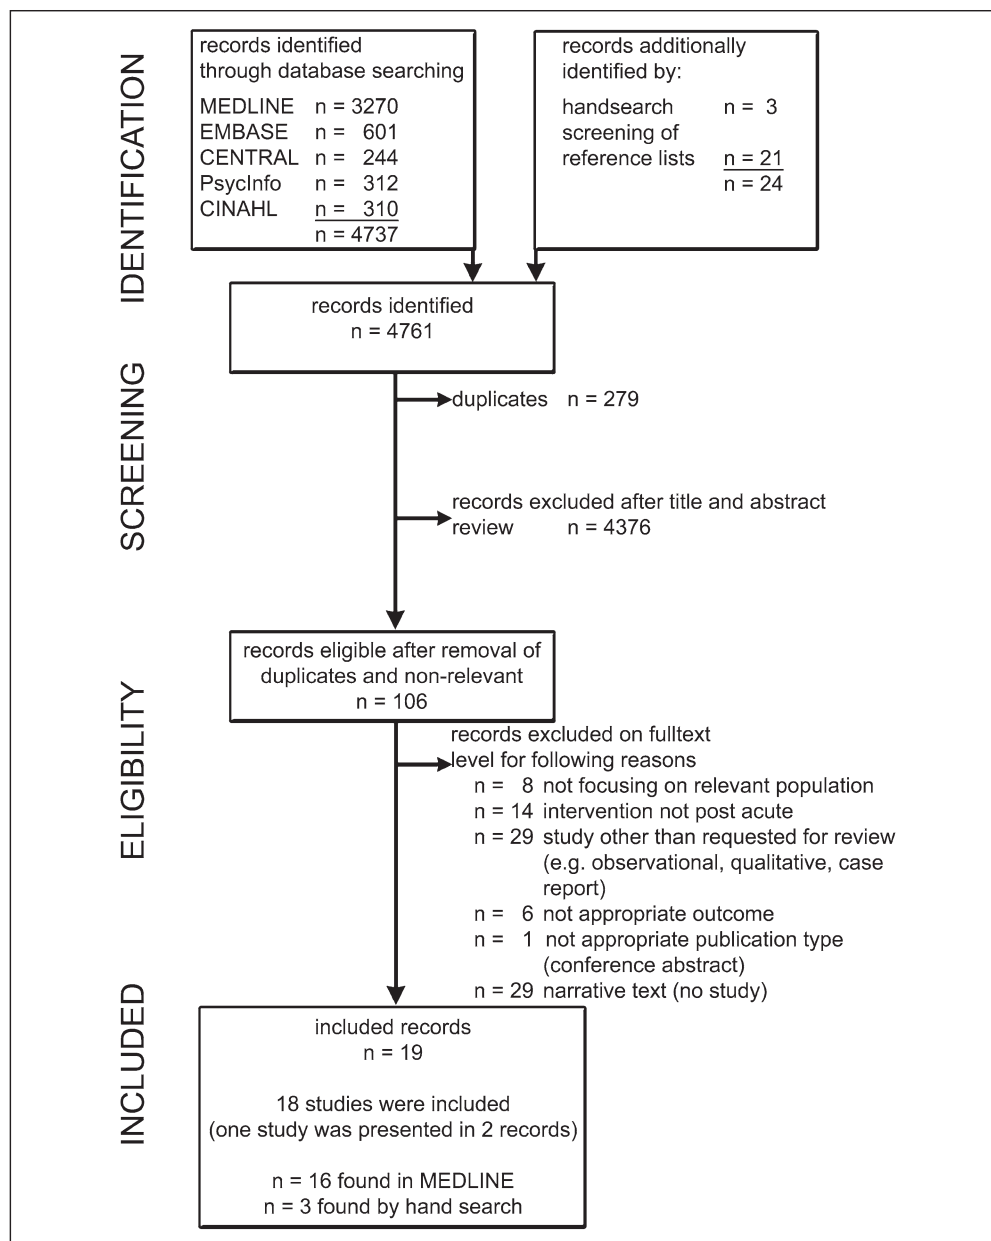 IDENTIFICATION
records identified
through database searching
MEDLINE n = 3270
EMBASE n = 601
CENTRAL n = 244
PsycInfo n = 312
CINAHL n = 310
n = 4737
records additionally
identified by:
handsearch n = 3
screening of
reference lists n = 21
n = 24
records identified
n = 4761
SCREENING
duplicates n = 279
records excluded after title and abstract
review n = 4376
ELIGIBILITY
records eligible after removal of
duplicates and non-relevant
n = 106
records excluded on fulltext
level for following reasons
n = 8 not focusing on relevant population
n = 14 intervention not post acute
n = 29 study other than requested for review
(e.g. observational, qualitative, case
report)
n = 6 not appropriate outcome
n = 1 not appropriate publication type
(conference abstract)
n = 29 narrative text (no study)
INCLUDED
included records
n = 19
18 studies were included
(one study was presented in 2 records)
n = 16 found in MEDLINE
n = 3 found by hand search